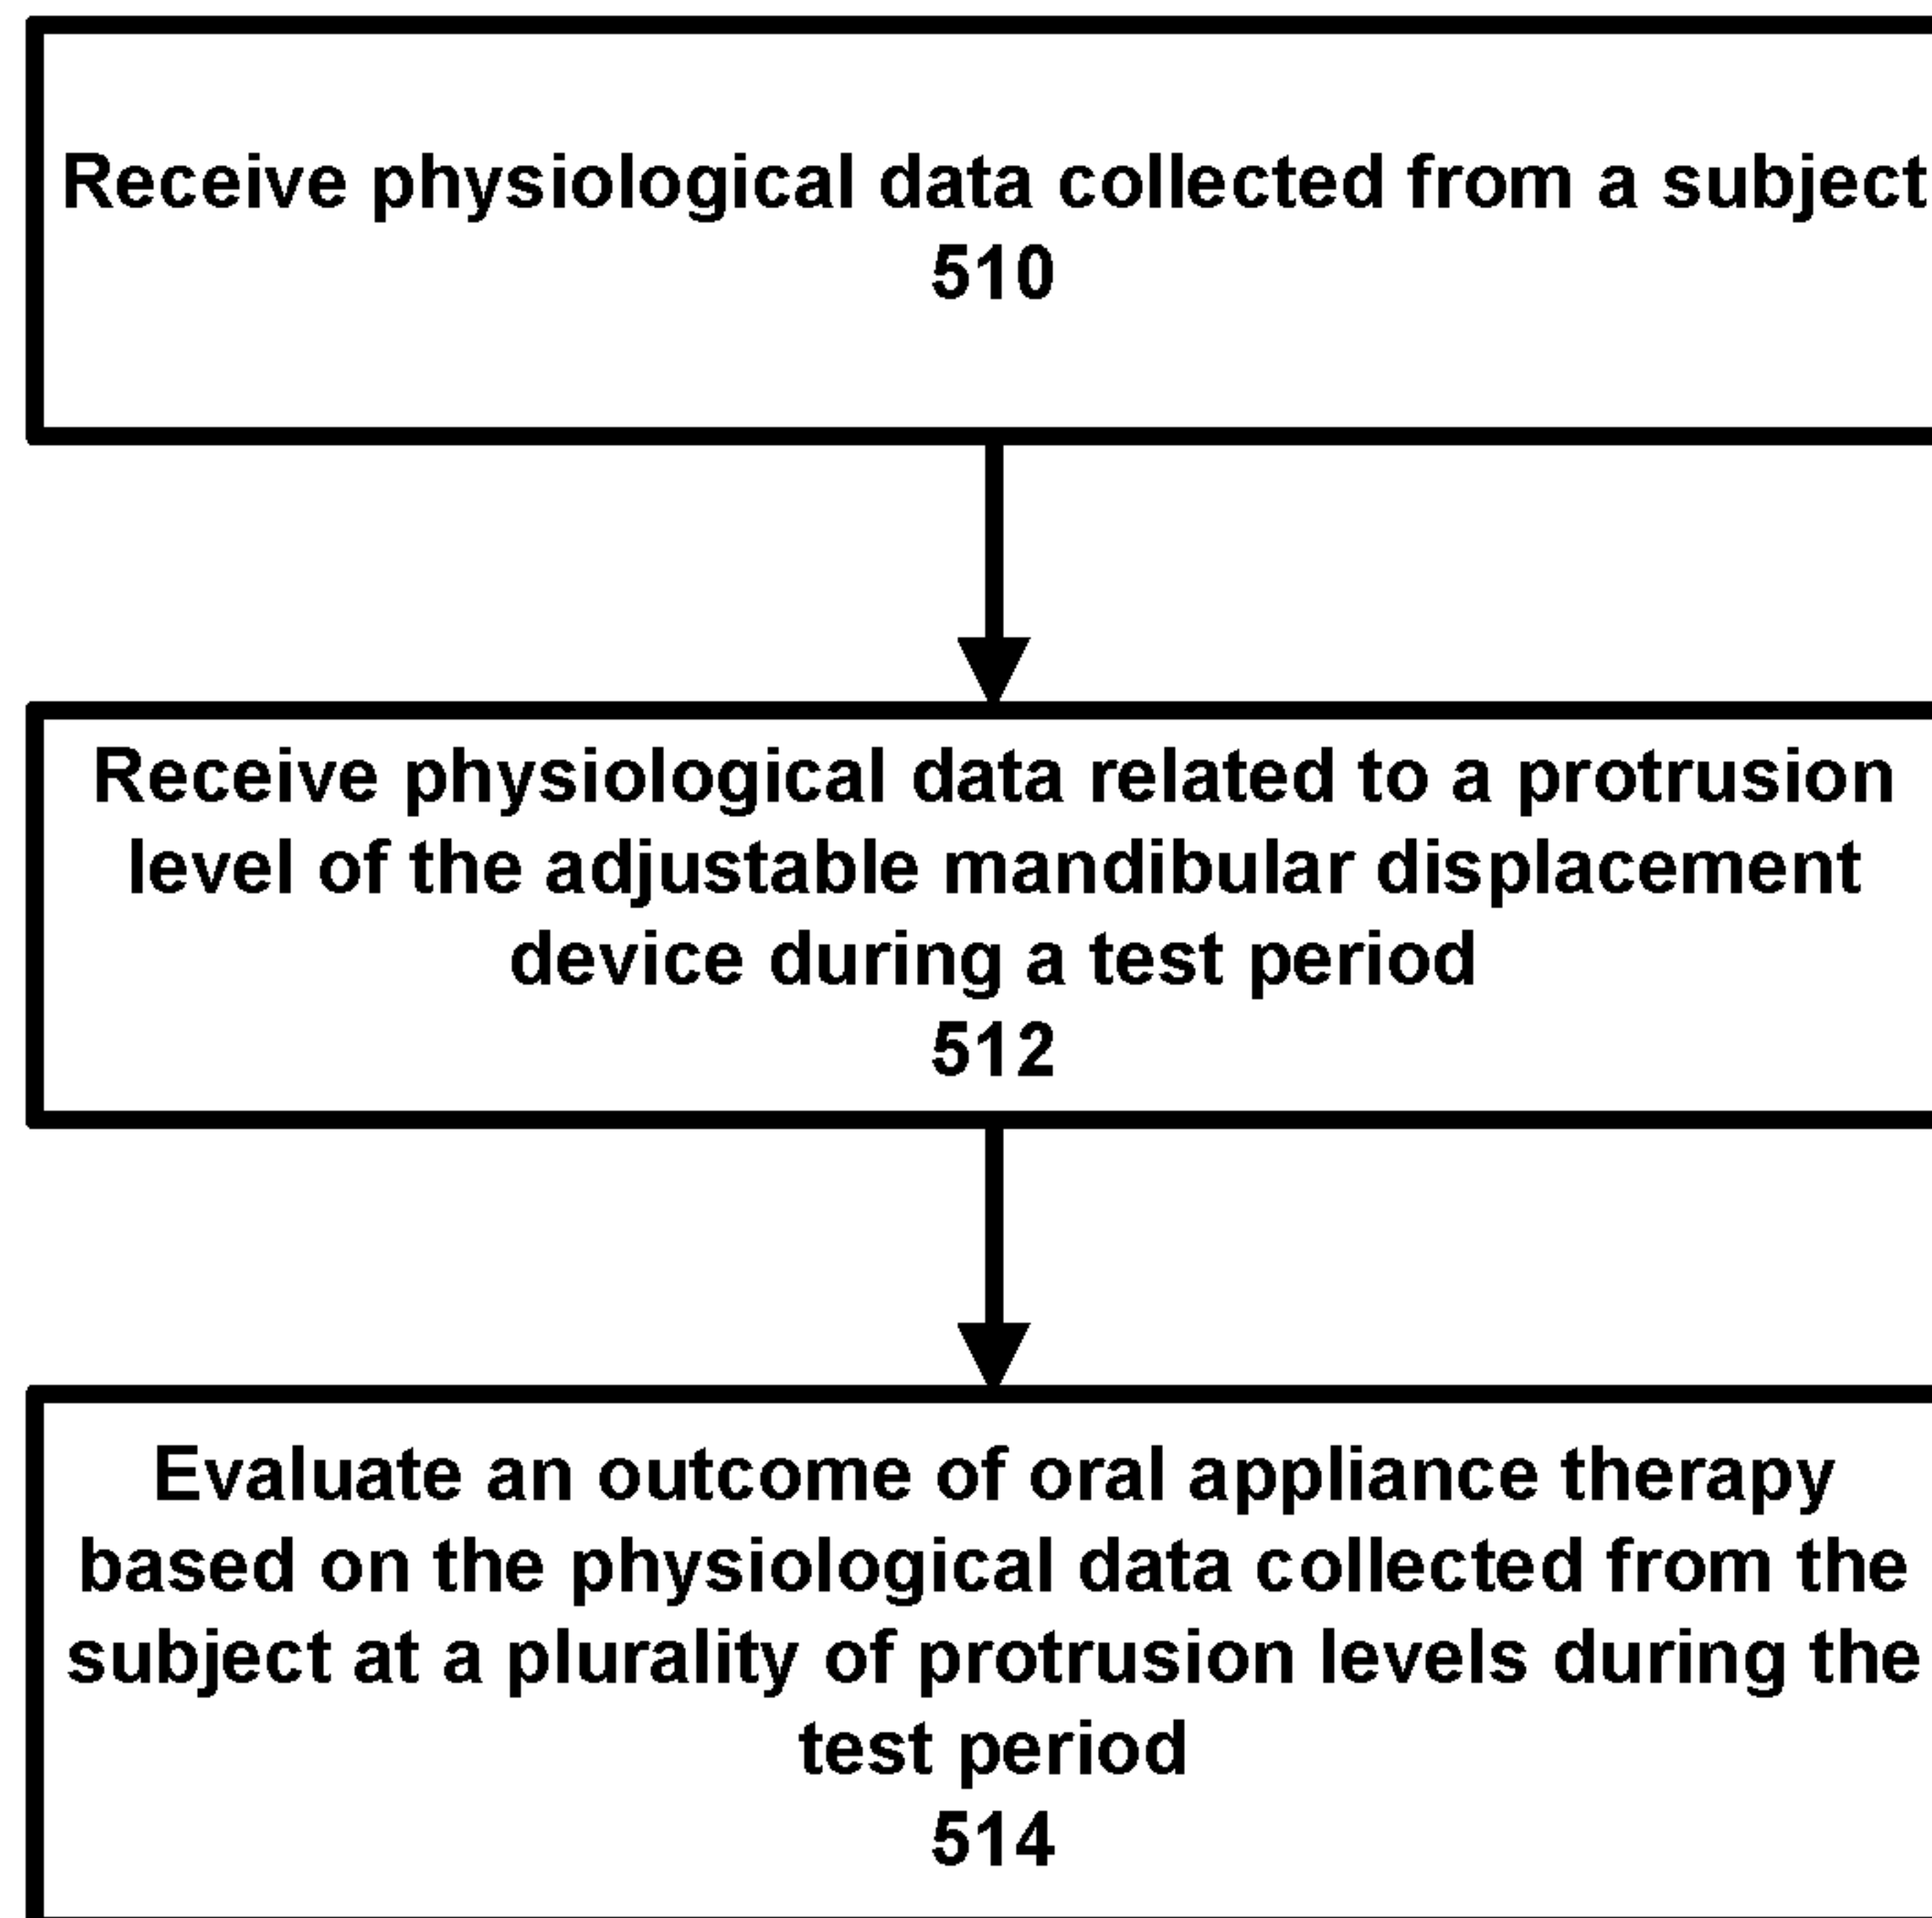 Receive physiological data collected from a subject
510
Receive physiological data related to a protrusion
level of the adjustable mandibular displacement
device during a test period
512
Evaluate an outcome of oral appliance therapy
based on the physiological data collected from the
subject at a plurality of protrusion levels during the
test period
514